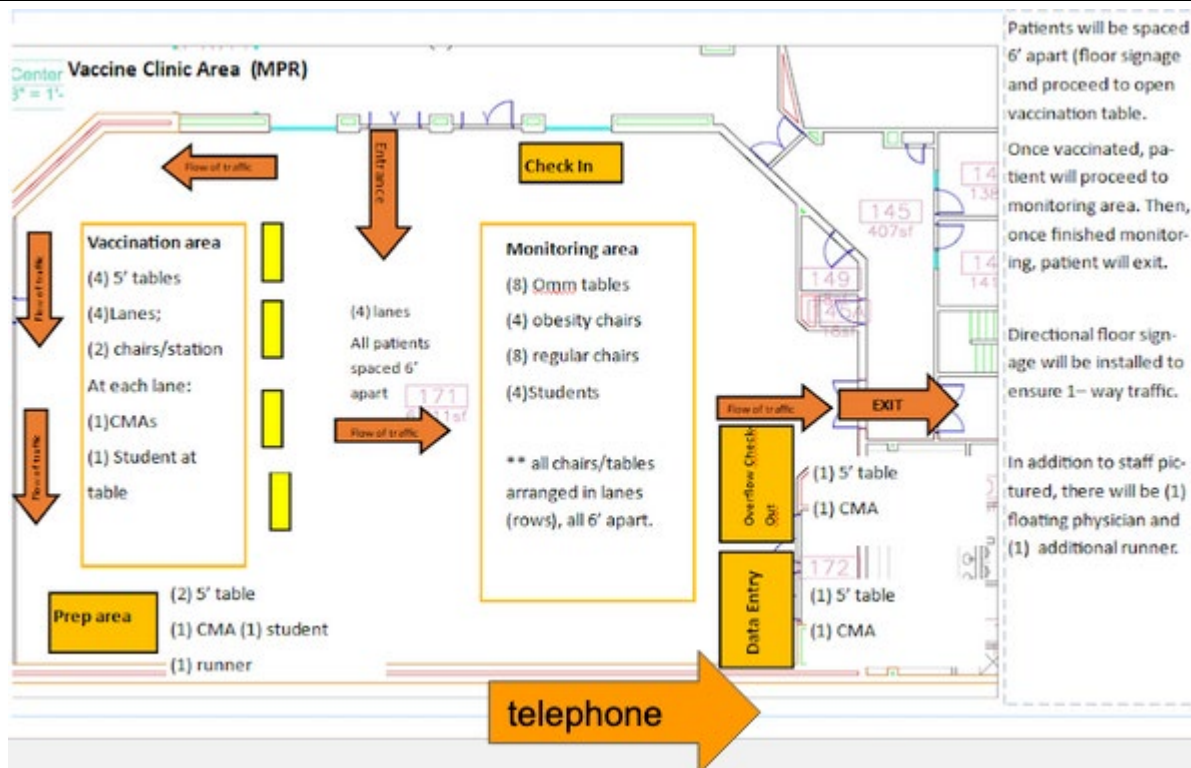 Center
3" = 1'-
Vaccine Clinic Area (MPR)
Flow of traffic
Entrance
Check In
Flow of traffic
Vaccination area
(4) 5' tables
(4)Lanes;
(2) chairs/station
At each lane:
(1)CMAs
(1) Student at
table
Flow of traffic
(4) lanes
All patients
spaced 6'
apart
171
11sf
Flow of traffic
Monitoring area
(8) Omm tables
(4) obesity chairs
(8) regular chairs
(4)Students
** all chairs/tables
arranged in lanes
(rows), all 6' apart.
145
407sf
149
14
138
14
141
Flow of traffic
EXIT
Overflow Check
Out
(1) 5' table
(1) CMA
172
Data Entry
(1) 5' table
(1) CMA
Prep area
(2) 5' table
(1) CMA (1) student
(1) runner
telephone
Patients will be spaced
6' apart (floor signage
and proceed to open
vaccination table.
Once vaccinated, pa-
tient will proceed to
monitoring area. Then,
once finished monitor-
ing, patient will exit.
Directional floor sign-
age will be installed to
ensure 1– way traffic.
In addition to staff pic-
tured, there will be (1)
floating physician and
(1) additional runner.